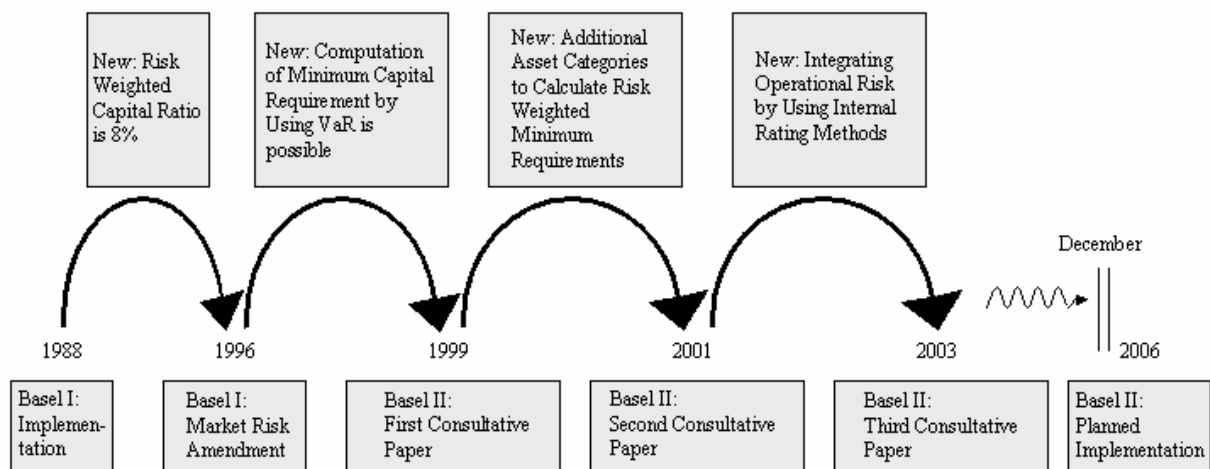 New: Risk
Weighted
Capital Ratio
is 8%
New: Computation
of Minimum Capital
Requirement by
Using VaR is
possible
New: Additional
Asset Categories
to Calculate Risk
Weighted
Minimum
Requirements
New: Integrating
Operational Risk
by Using Internal
Rating Methods
December
1988
1996
1999
2001
2003
2006
Basel I:
Implemen-
tation
Basel I:
Market Risk
Amendment
Basel II:
First Consultative
Paper
Basel II:
Second Consultative
Paper
Basel II:
Third Consultative
Paper
Basel II:
Planned
Implementation